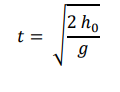 t = √(2 h₀ / g)